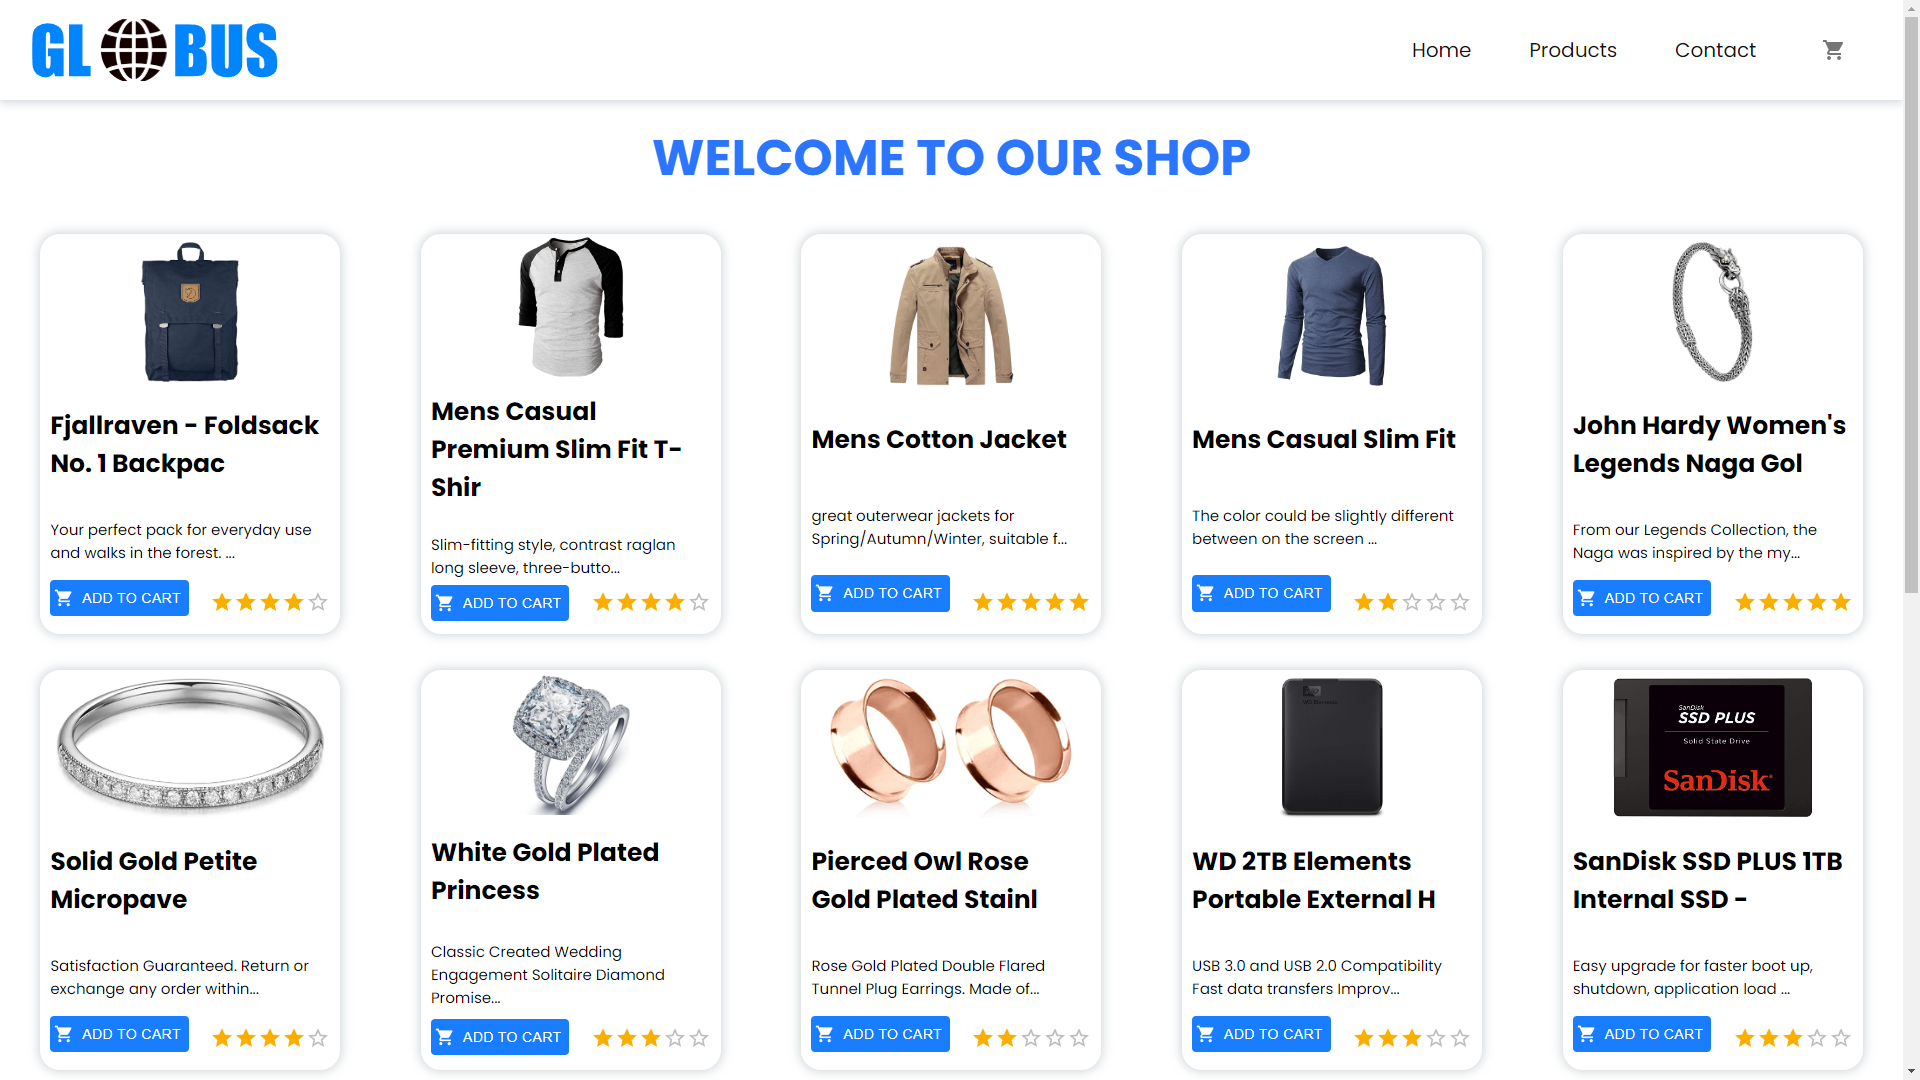 GLOBUS
Home
Products
Contact
WELCOME TO OUR SHOP
Fjallraven - Foldsack
No. 1 Backpac
Your perfect pack for everyday use
and walks in the forest. ...
ADD TO CART
Mens Casual
Premium Slim Fit T-
Shir
Slim-fitting style, contrast raglan
long sleeve, three-butto...
ADD TO CART
Mens Cotton Jacket
great outerwear jackets for
Spring/Autumn/Winter, suitable f...
ADD TO CART
Mens Casual Slim Fit
The color could be slightly different
between on the screen ...
ADD TO CART
John Hardy Women's
Legends Naga Gol
From our Legends Collection, the
Naga was inspired by the my...
ADD TO CART
Solid Gold Petite
Micropave
Satisfaction Guaranteed. Return or
exchange any order within...
ADD TO CART
White Gold Plated
Princess
Classic Created Wedding
Engagement Solitaire Diamond
Promise...
ADD TO CART
Pierced Owl Rose
Gold Plated Stainl
Rose Gold Plated Double Flared
Tunnel Plug Earrings. Made of...
ADD TO CART
WD
WD 2TB Elements
Portable External H
USB 3.0 and USB 2.0 Compatibility
Fast data transfers Improv...
ADD TO CART
SanDisk
SSD PLUS
Solid State Drive
SanDisk
SanDisk SSD PLUS 1TB
Internal SSD -
Easy upgrade for faster boot up,
shutdown, application load ...
ADD TO CART